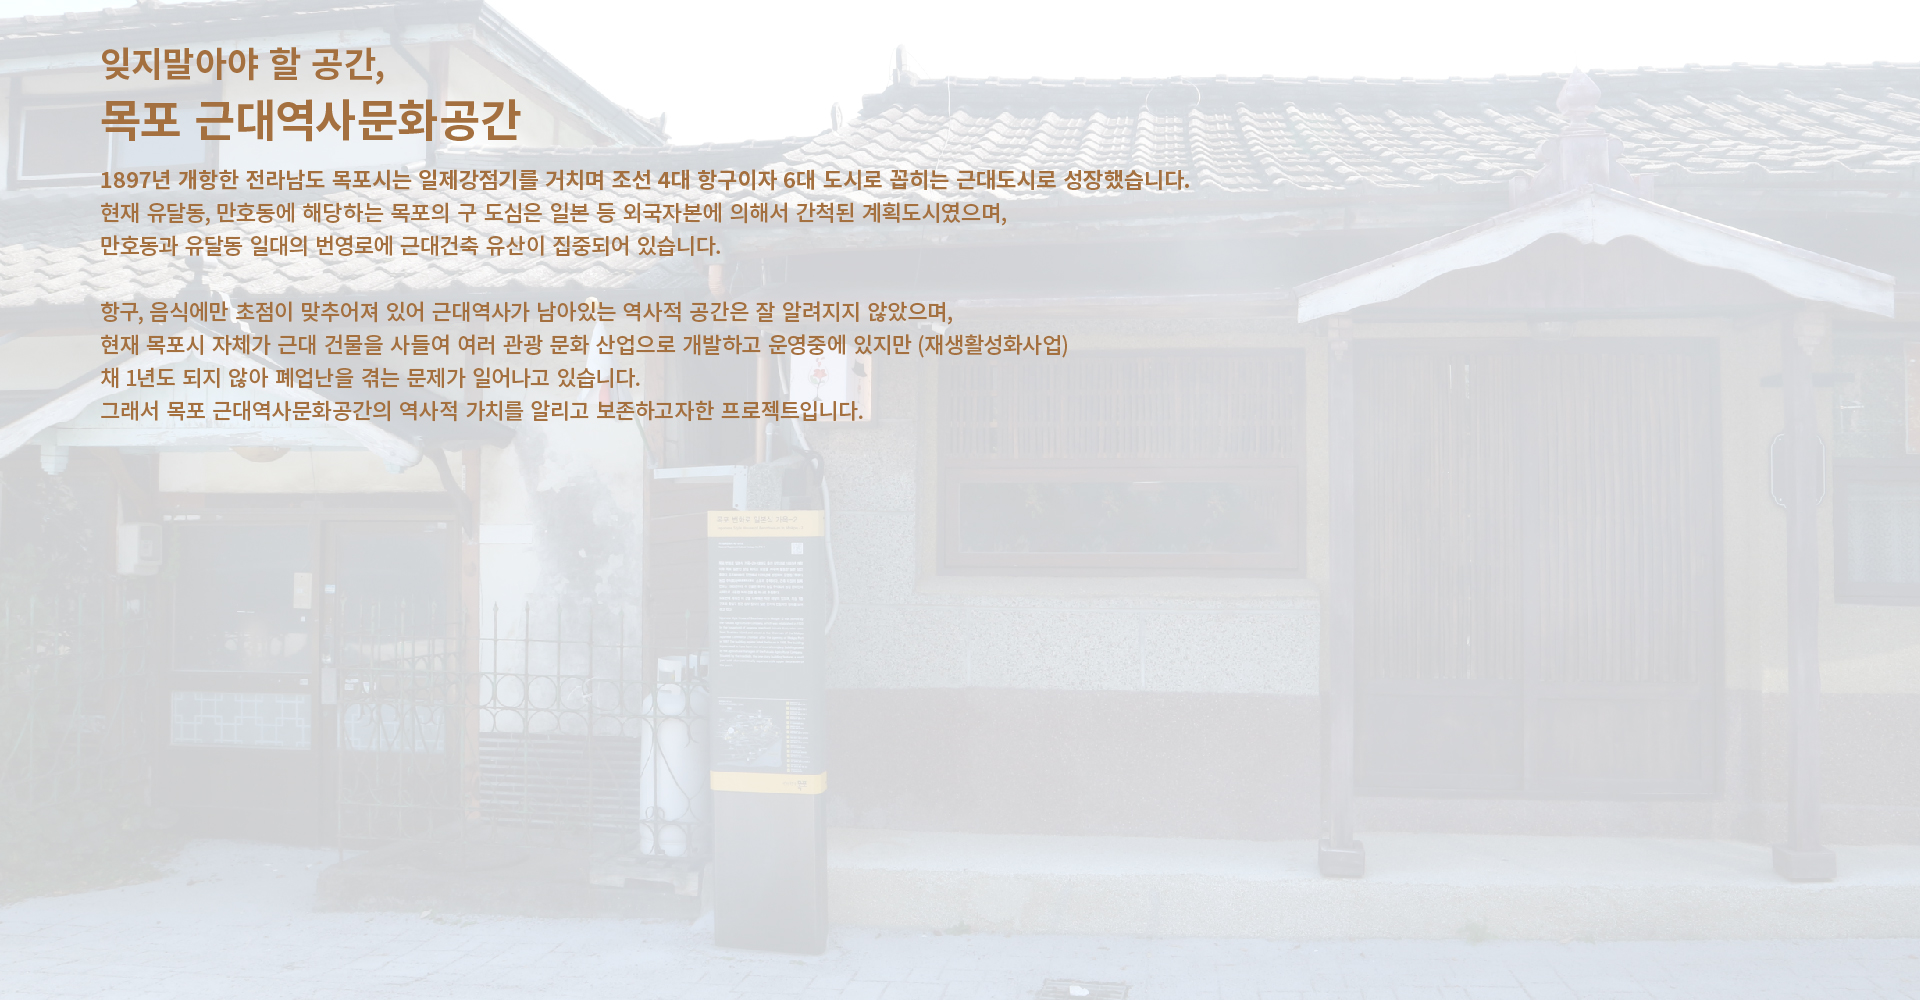 잊지말아야 할 공간,
목포 근대역사문화공간
1897년 개항한 전라남도 목포시는 일제강점기를 거치며 조선 4대 항구이자 6대 도시로 꼽히는 근대도시로 성장했습니다.
현재 유달동, 만호동에 해당하는 목포의 구 도심은 일본 등 외국자본에 의해서 간척된 계획도시였으며,
만호동과 유달동 일대의 번영로에 근대건축 유산이 집중되어 있습니다.
항구, 음식에만 초점이 맞추어져 있어 근대역사가 남아있는 역사적 공간은 잘 알려지지 않았으며,
현재 목포시 자체가 근대 건물을 사들여 여러 관광 문화 산업으로 개발하고 운영중에 있지만 (재생활성화사업)
채 1년도 되지 않아 폐업난을 겪는 문제가 일어나고 있습니다.
그래서 목포 근대역사문화공간의 역사적 가치를 알리고 보존하고자한 프로젝트입니다.